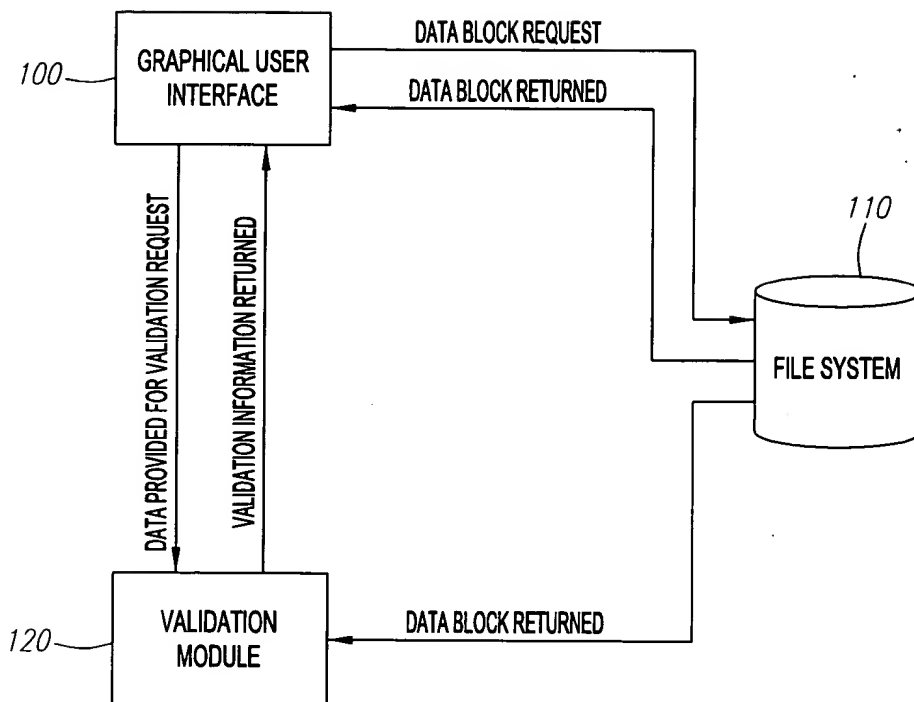 DATA BLOCK REQUEST
100
GRAPHICAL USER
INTERFACE
DATA BLOCK RETURNED
110
DATA PROVIDED FOR VALIDATION REQUEST
VALIDATION INFORMATION RETURNED
FILE SYSTEM
120
VALIDATION
MODULE
DATA BLOCK RETURNED